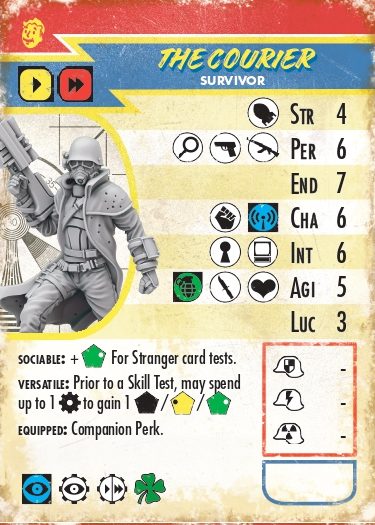 THE COURIER
SURVIVOR
STR 4
PER 6
END 7
CHA 6
INT 6
AGI 5
LUC 3
SOCIABLE: + For Stranger card tests.
VERSATILE: Prior to a Skill Test, may spend
up to 1 to gain 1 / /
EQUIPPED: Companion Perk.
-
-
-